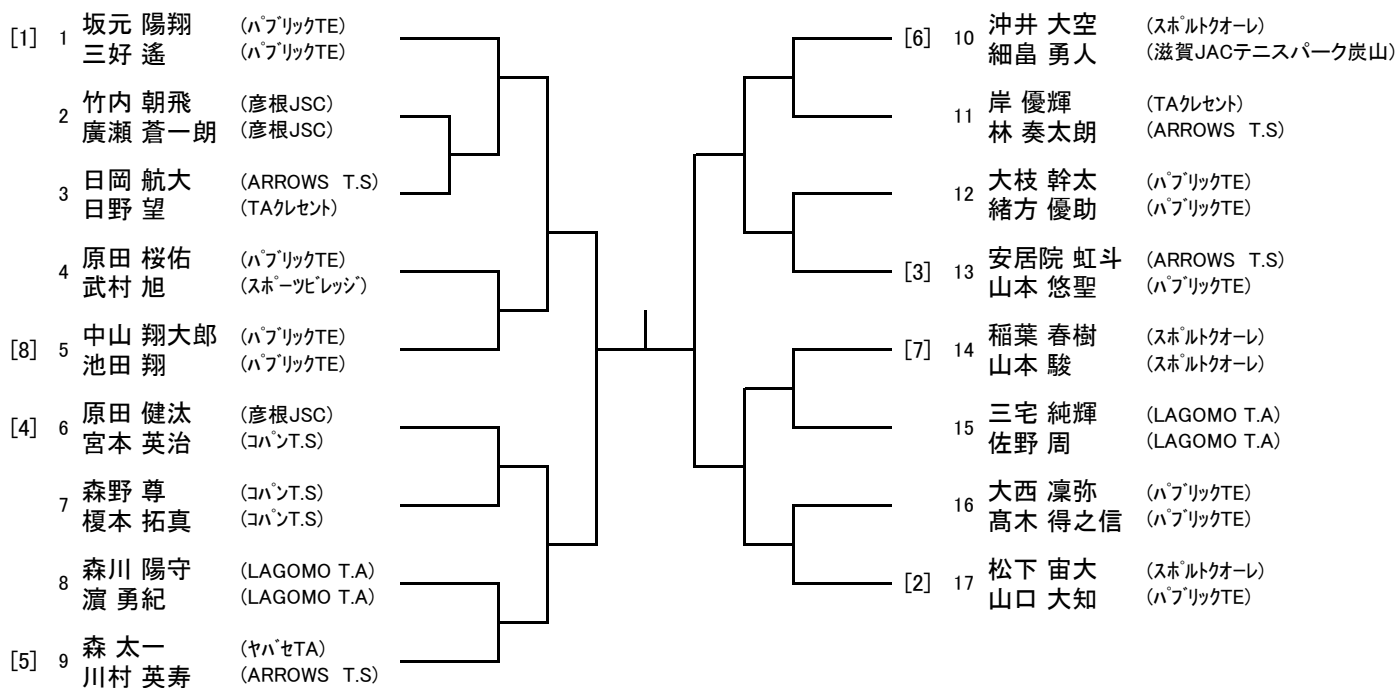 [1] 1 坂元 陽翔 (ﾊﾟﾌﾞﾘｯｸTE)
三好 遙 (ﾊﾟﾌﾞﾘｯｸTE)
2 竹内 朝飛 (彦根JSC)
廣瀬 蒼一朗 (彦根JSC)
3 日岡 航大 (ARROWS T.S)
日野 望 (TAｸﾚｾﾝﾄ)
4 原田 桜佑 (ﾊﾟﾌﾞﾘｯｸTE)
武村 旭 (ｽﾎﾟｰﾂﾋﾞﾚｯｼﾞ)
[8] 5 中山 翔大郎 (ﾊﾟﾌﾞﾘｯｸTE)
池田 翔 (ﾊﾟﾌﾞﾘｯｸTE)
[4] 6 原田 健汰 (彦根JSC)
宮本 英治 (ｺﾊﾟﾝT.S)
7 森野 尊 (ｺﾊﾟﾝT.S)
榎本 拓真 (ｺﾊﾟﾝT.S)
8 森川 陽守 (LAGOMO T.A)
濵 勇紀 (LAGOMO T.A)
[5] 9 森 太一 (ﾔﾊﾞｾTA)
川村 英寿 (ARROWS T.S)
[6] 10 沖井 大空 (ｽﾎﾟﾙﾄｸｵｰﾚ)
細畠 勇人 (滋賀JACテニスパーク炭山)
11 岸 優輝 (TAｸﾚｾﾝﾄ)
林 奏太朗 (ARROWS T.S)
12 大枝 幹太 (ﾊﾟﾌﾞﾘｯｸTE)
緒方 優助 (ﾊﾟﾌﾞﾘｯｸTE)
[3] 13 安居院 虹斗 (ARROWS T.S)
山本 悠聖 (ﾊﾟﾌﾞﾘｯｸTE)
[7] 14 稲葉 春樹 (ｽﾎﾟﾙﾄｸｵｰﾚ)
山本 駿 (ｽﾎﾟﾙﾄｸｵｰﾚ)
15 三宅 純輝 (LAGOMO T.A)
佐野 周 (LAGOMO T.A)
16 大西 凜弥 (ﾊﾟﾌﾞﾘｯｸTE)
髙木 得之信 (ﾊﾟﾌﾞﾘｯｸTE)
[2] 17 松下 宙大 (ｽﾎﾟﾙﾄｸｵｰﾚ)
山口 大知 (ﾊﾟﾌﾞﾘｯｸTE)